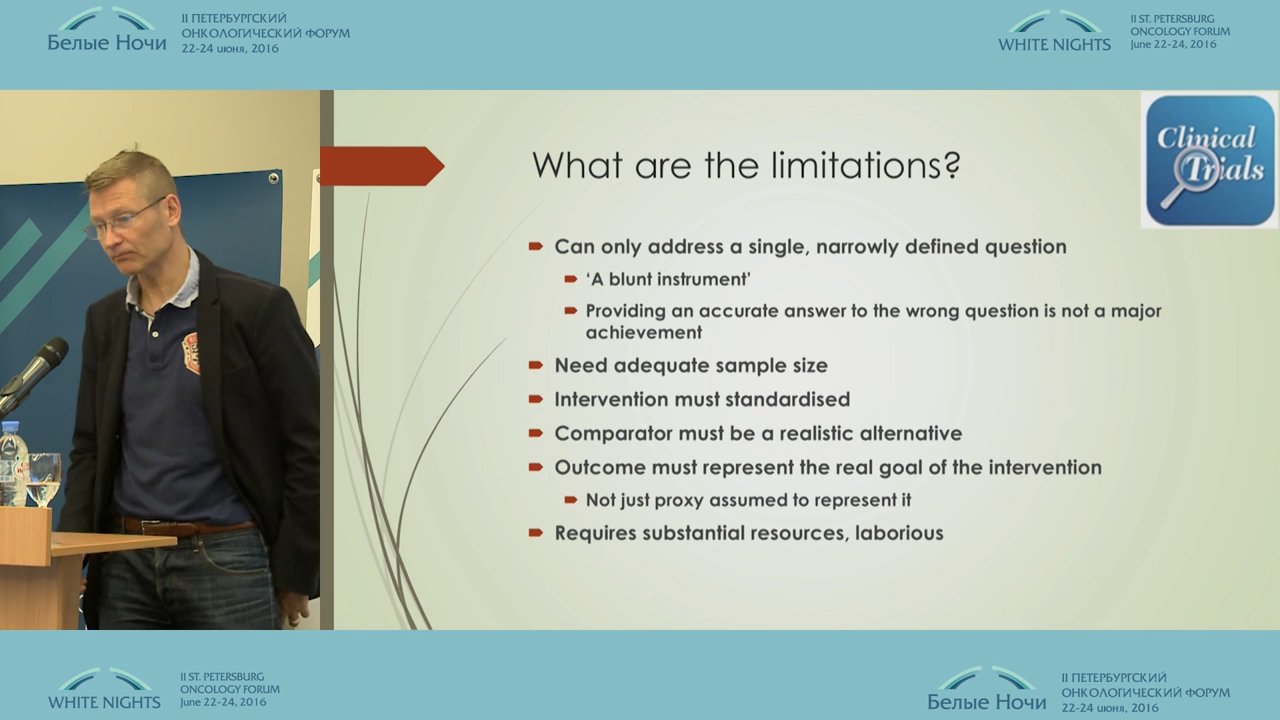 Белые Ночи
II ПЕТЕРБУРГСКИЙ
ОНКОЛОГИЧЕСКИЙ ФОРУМ
22-24 июня, 2016
WHITE NIGHTS
II ST. PETERSBURG
ONCOLOGY FORUM
June 22-24, 2016
Clinical
Trials
What are the limitations?
Can only address a single, narrowly defined question
‘A blunt instrument’
Providing an accurate answer to the wrong question is not a major
achievement
Need adequate sample size
Intervention must standardised
Comparator must be a realistic alternative
Outcome must represent the real goal of the intervention
Not just proxy assumed to represent it
Requires substantial resources, laborious
WHITE NIGHTS
II ST. PETERSBURG
ONCOLOGY FORUM
June 22-24, 2016
Белые Ночи
II ПЕТЕРБУРГСКИЙ
ОНКОЛОГИЧЕСКИЙ ФОРУМ
22-24 июня, 2016